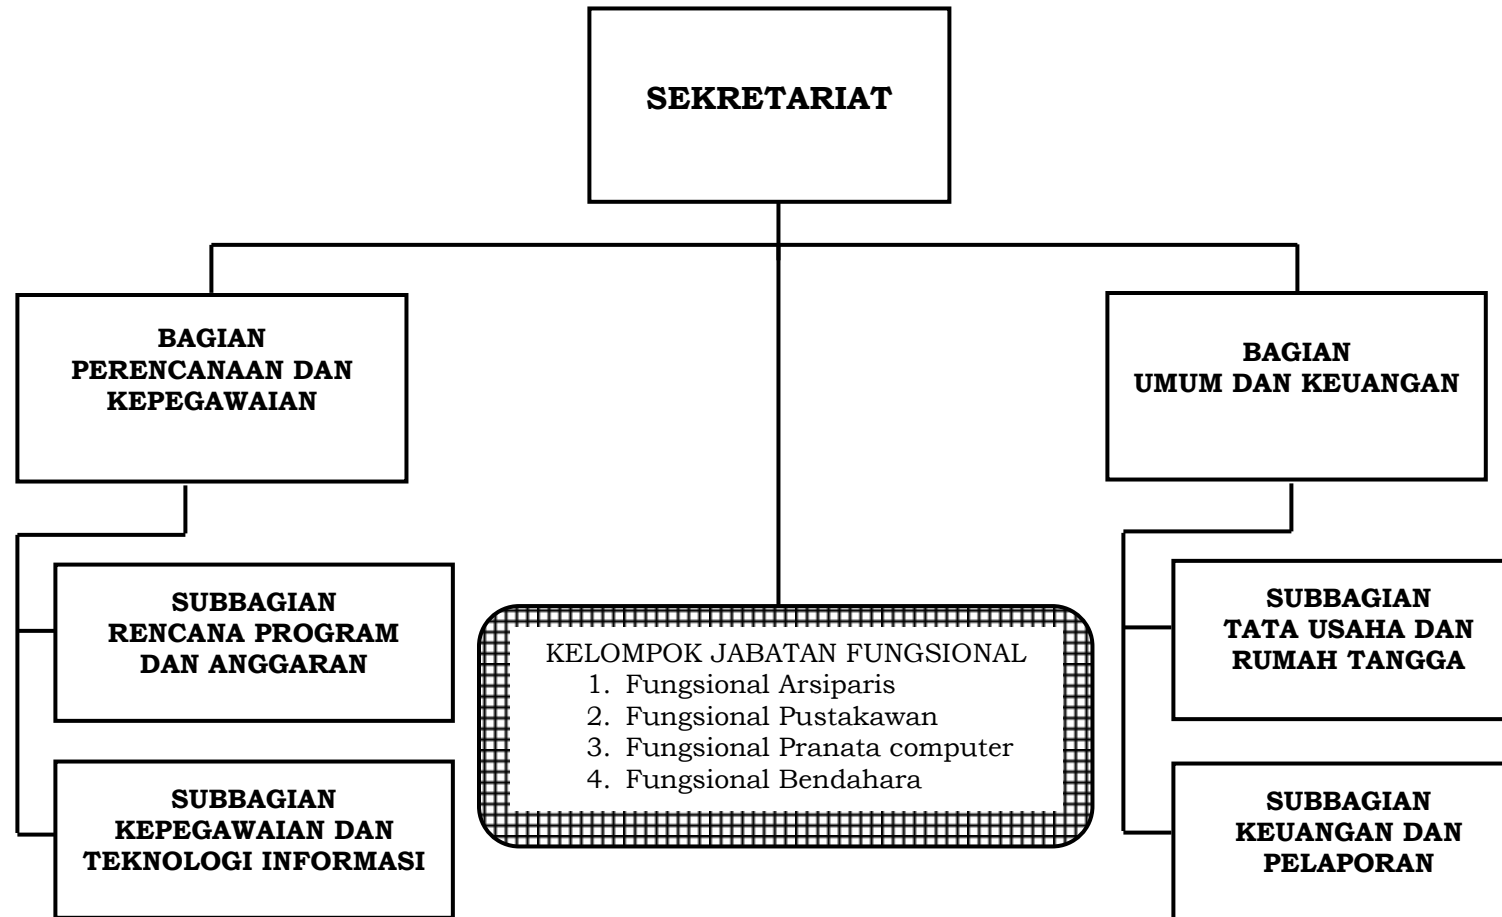 SEKRETARIAT
BAGIAN
PERENCANAAN DAN
KEPEGAWAIAN
BAGIAN
UMUM DAN KEUANGAN
SUBBAGIAN
RENCANA PROGRAM
DAN ANGGARAN
SUBBAGIAN
KEPEGAWAIAN DAN
TEKNOLOGI INFORMASI
KELOMPOK JABATAN FUNGSIONAL
1. Fungsional Arsiparis
2. Fungsional Pustakawan
3. Fungsional Pranata computer
4. Fungsional Bendahara
SUBBAGIAN
TATA USAHA DAN
RUMAH TANGGA
SUBBAGIAN
KEUANGAN DAN
PELAPORAN